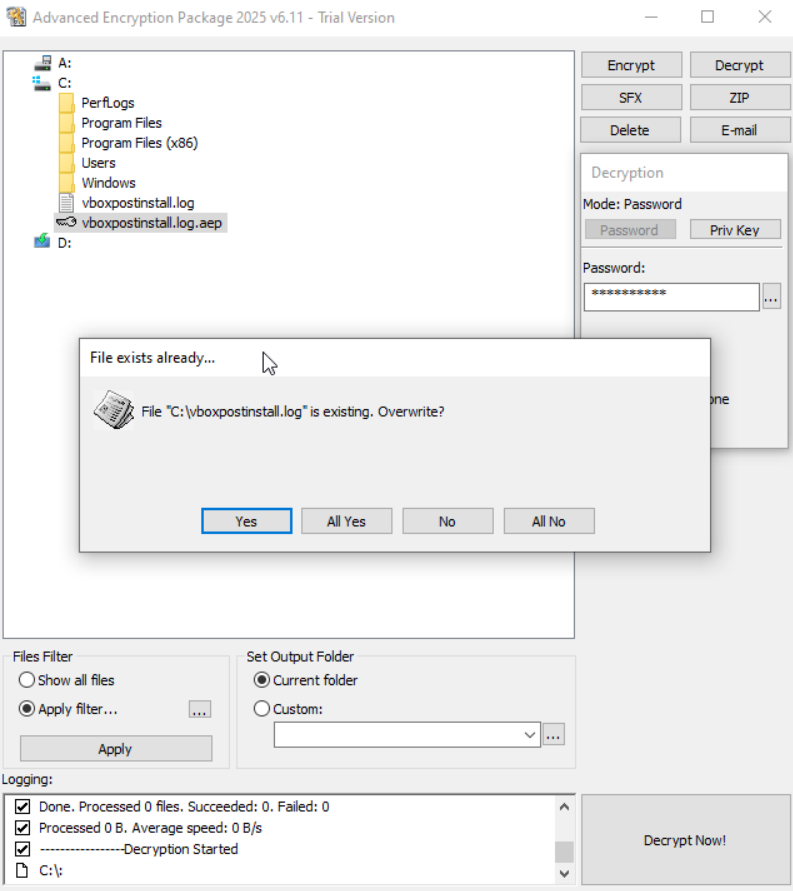 Advanced Encryption Package 2025 v6.11 - Trial Version
A:
C:
PerfLogs
Program Files
Program Files (x86)
Users
Windows
vboxpostinstall.log
vboxpostinstall.log.aep
D:
Encrypt Decrypt
SFX ZIP
Delete E-mail
Decryption
Mode: Password
Password Priv Key
Password:
********** ...
File exists already...
File "C:\vboxpostinstall.log" is existing. Overwrite?
Yes All Yes No All No
Files Filter
Show all files
Apply filter... ...
Apply
Set Output Folder
Current folder
Custom:
...
Logging:
Done. Processed 0 files. Succeeded: 0. Failed: 0
Processed 0 B. Average speed: 0 B/s
-----------------Decryption Started
C:\:
Decrypt Now!